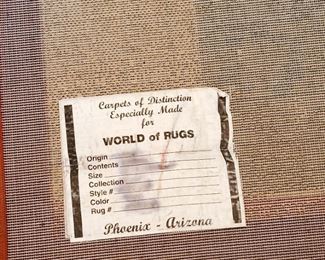 Carpets of Distinction
Especially Made
for
WORLD of RUGS
Origin
Contents
Size
Collection
Style #
Color
Rug #
Phoenix - Arizona